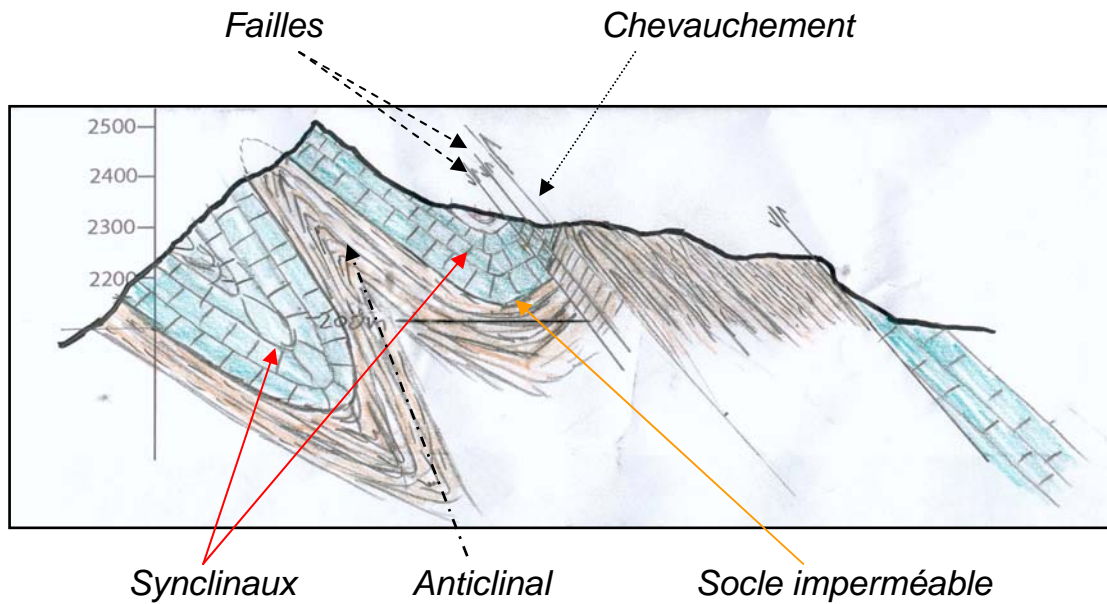 Failles Chevauchement
2500
2400
2300
2200
200m
Synclinaux Anticlinal Socle imperméable